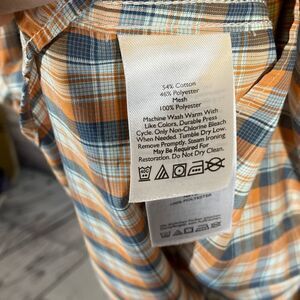 54% Cotton
46% Polyester
Mesh
100% Polyester
Machine Wash Warm With
Like Colors, Durable Press
Cycle. Only Non-Chlorine Bleach
When Needed. Tumble Dry Low.
Remove Promptly. Steam Ironing
May Be Required For
Restoration. Do Not Dry Clean.
100% POLYESTER